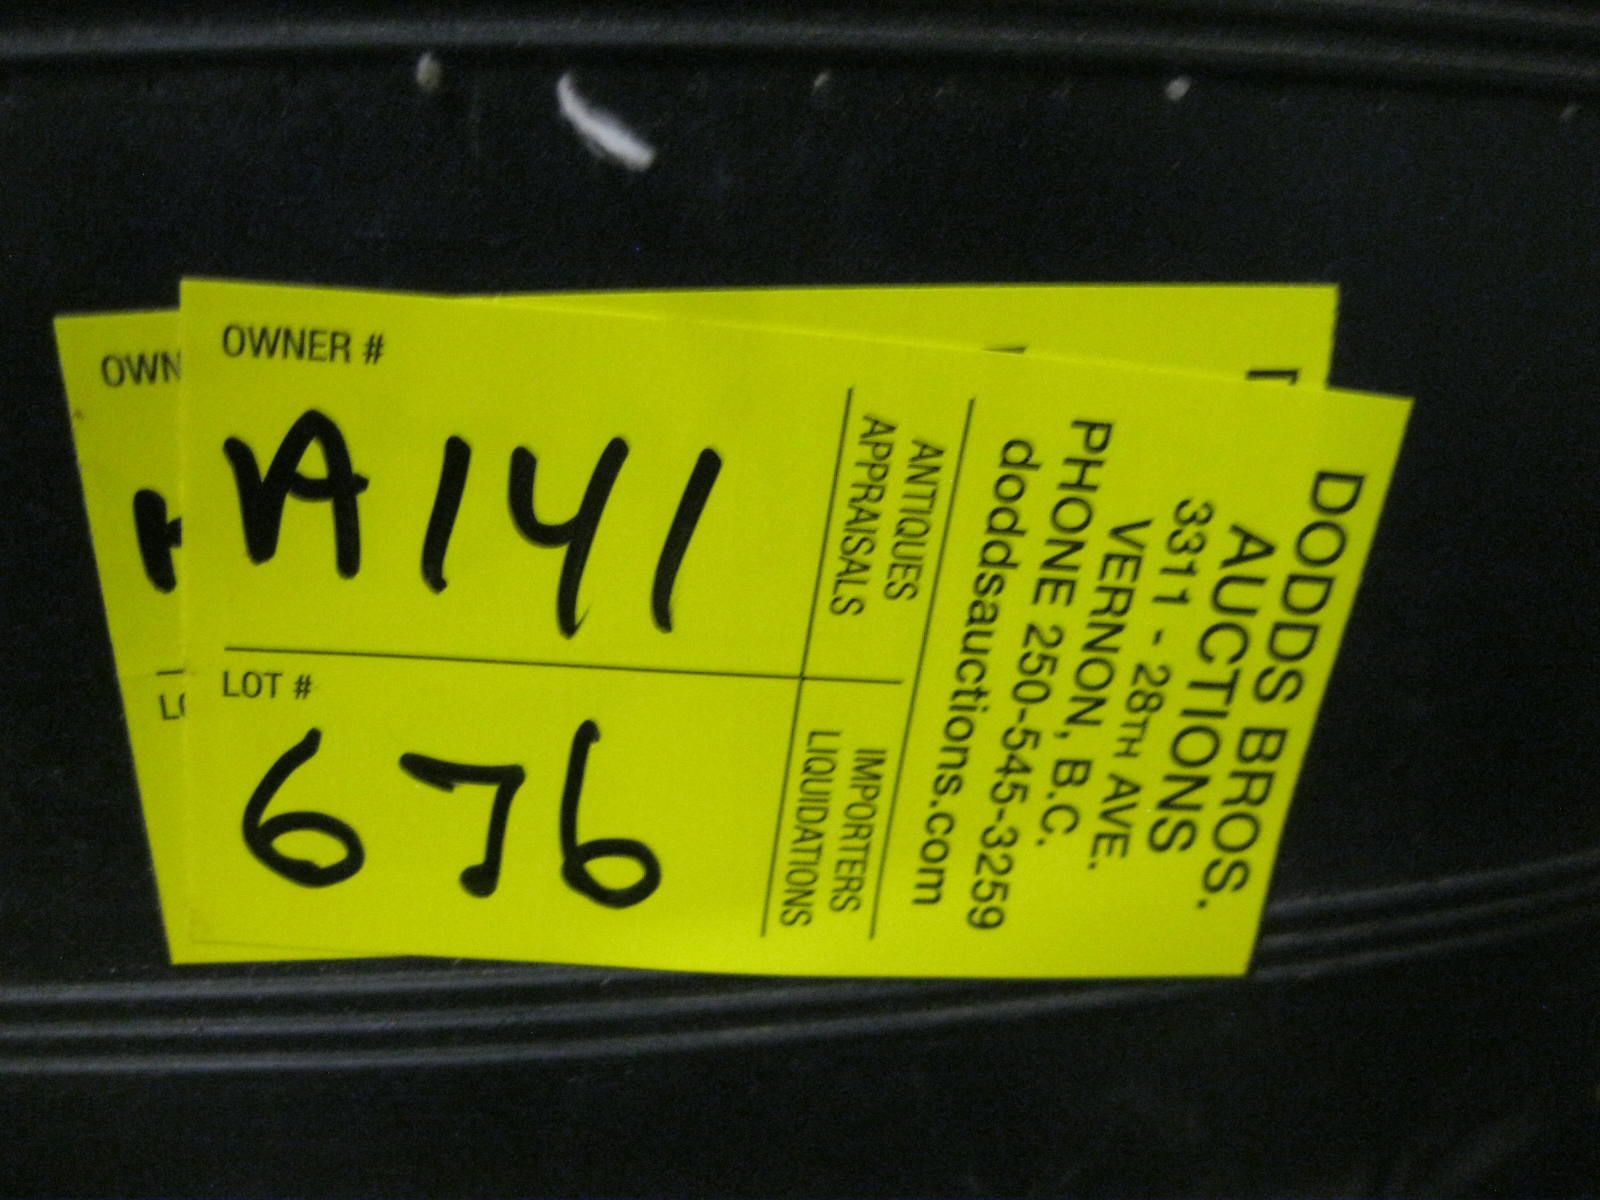 OWNER #
A141
LOT #
676
ANTIQUES
APPRAISALS
IMPORTERS
LIQUIDATIONS
DODDS BROS.
AUCTIONS
3311 - 28TH AVE.
VERNON, B.C.
PHONE 250-545-3259
doddsauctions.com
OWN